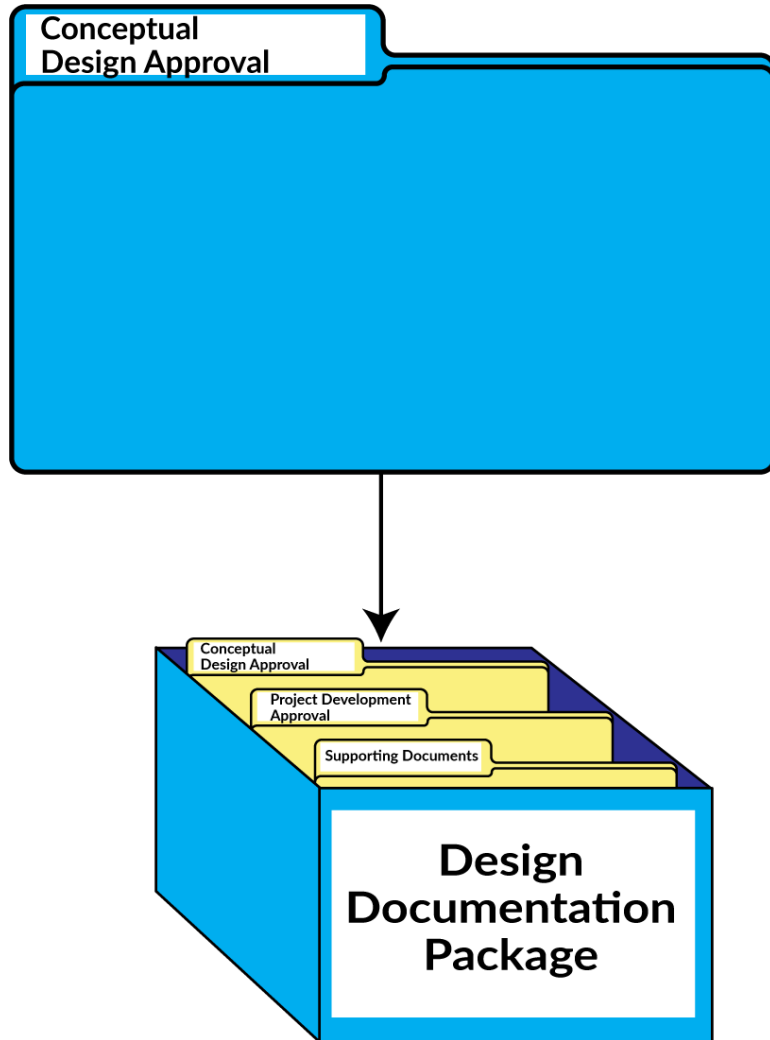 Conceptual
Design Approval
Conceptual
Design Approval
Project Development
Approval
Supporting Documents
Design
Documentation
Package